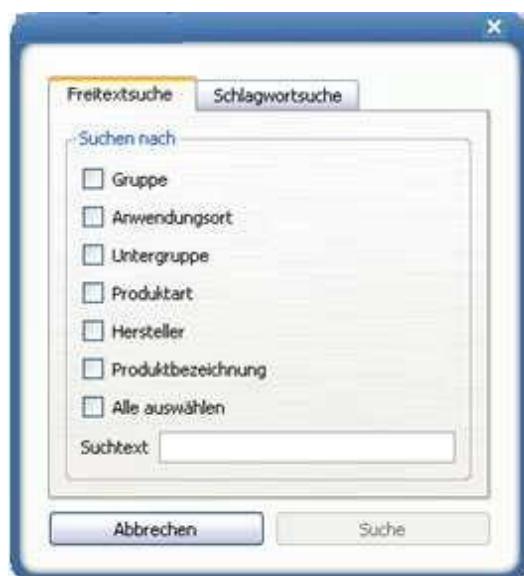 Freitextsuche Schlagwortsuche
Suchen nach
Gruppe
Anwendungsort
Untergruppe
Produktart
Hersteller
Produktbezeichnung
Alle auswählen
Suchtext
Abbrechen Suche